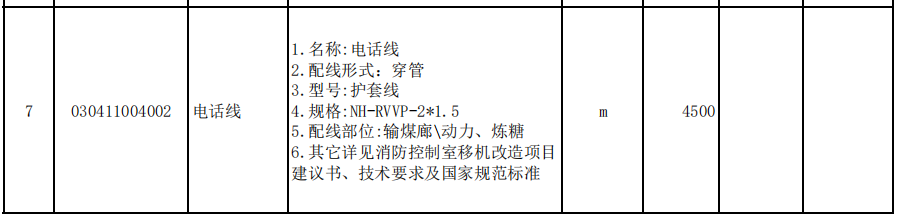 7
030411004002
电话线
1.名称:电话线
2.配线形式：穿管
3.型号:护套线
4.规格:NH-RVVP-2*1.5
5.配线部位:输煤廊\动力、炼糖
6.其它详见消防控制室移机改造项目
建议书、技术要求及国家规范标准
m
4500